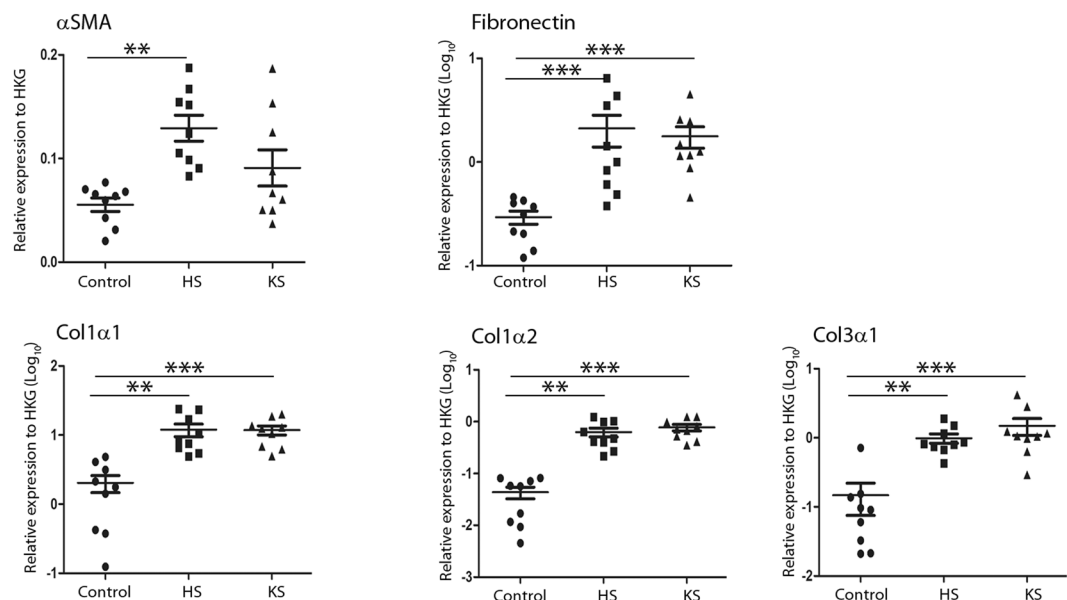 αSMA
**
Relative expression to HKG
0.2
0.1
0.0
Control HS KS
Fibronectin
***
***
Relative expression to HKG (Log10)
1
0
-1
Control HS KS
Col1α1
***
**
Relative expression to HKG (Log10)
2
1
0
-1
Control HS KS
Col1α2
***
**
Relative expression to HKG (Log10)
1
0
-1
-2
-3
Control HS KS
Col3α1
***
**
Relative expression to HKG (Log10)
1
0
-1
-2
Control HS KS